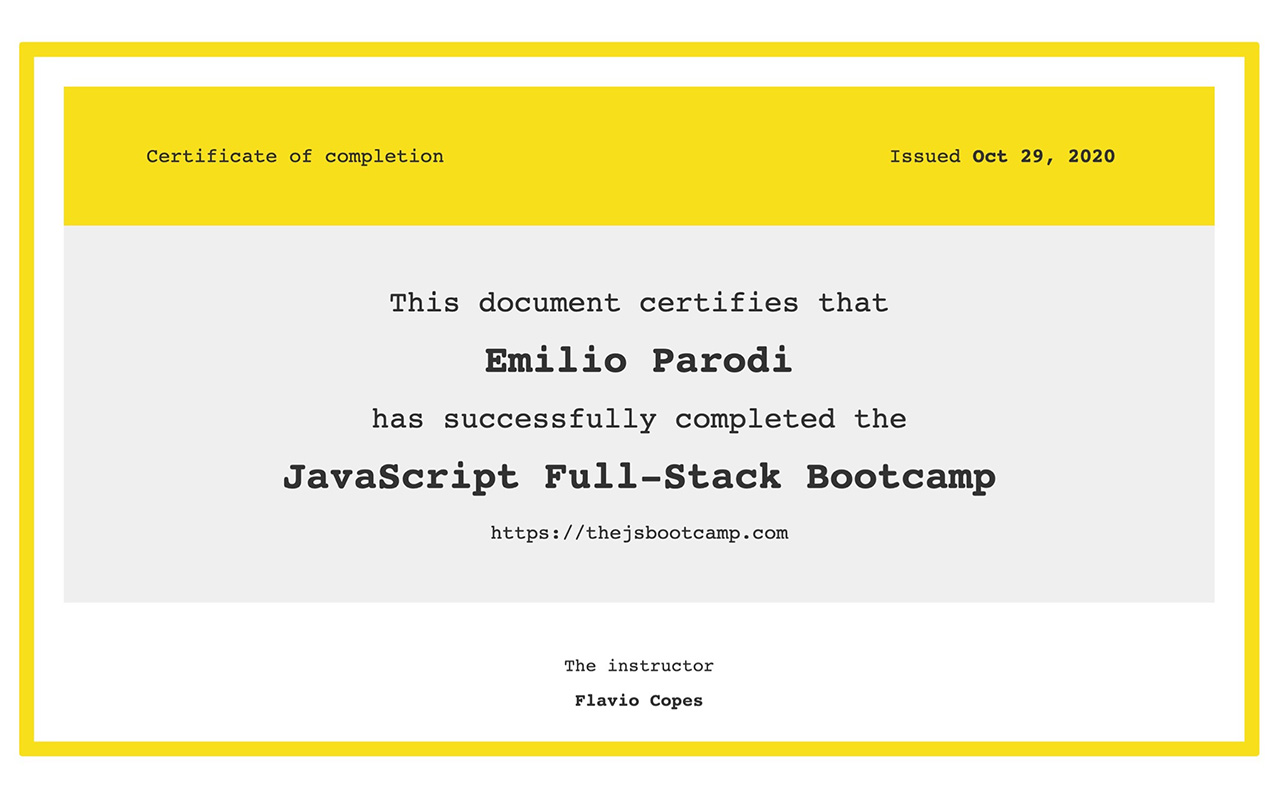 Certificate of completion
Issued Oct 29, 2020
This document certifies that
Emilio Parodi
has successfully completed the
JavaScript Full-Stack Bootcamp
https://thejsbootcamp.com
The instructor
Flavio Copes